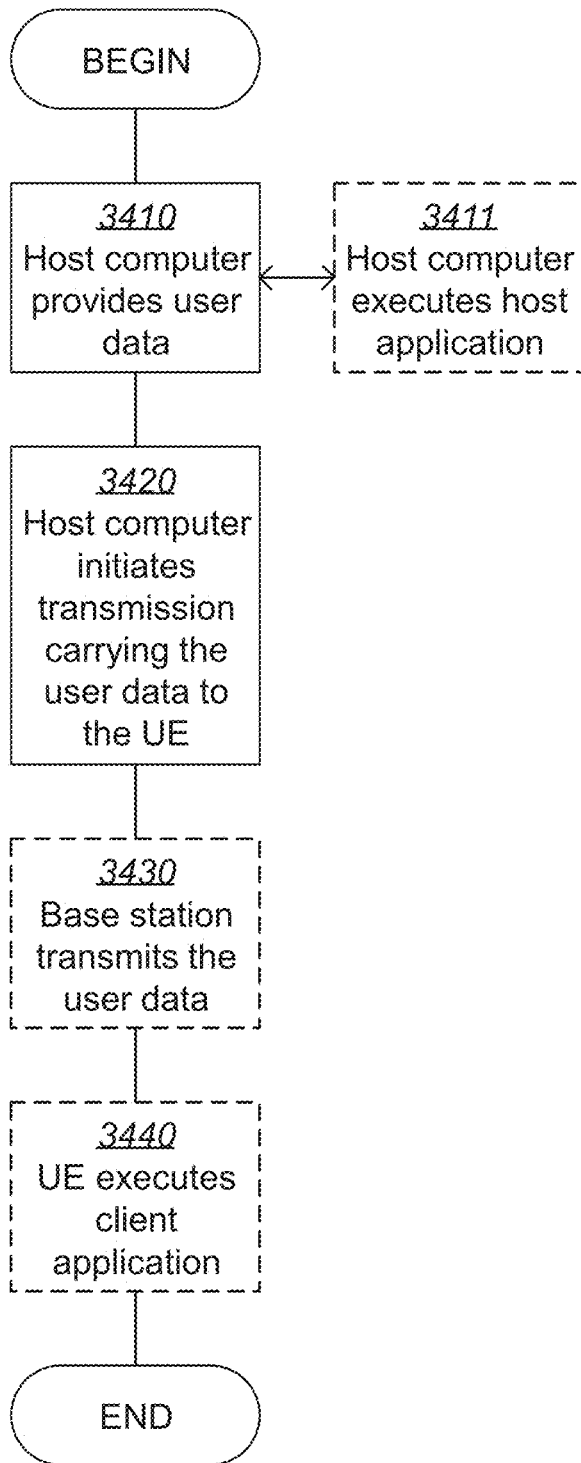 BEGIN
3410
Host computer
provides user
data
3411
Host computer
executes host
application
3420
Host computer
initiates
transmission
carrying the
user data to
the UE
3430
Base station
transmits the
user data
3440
UE executes
client
application
END